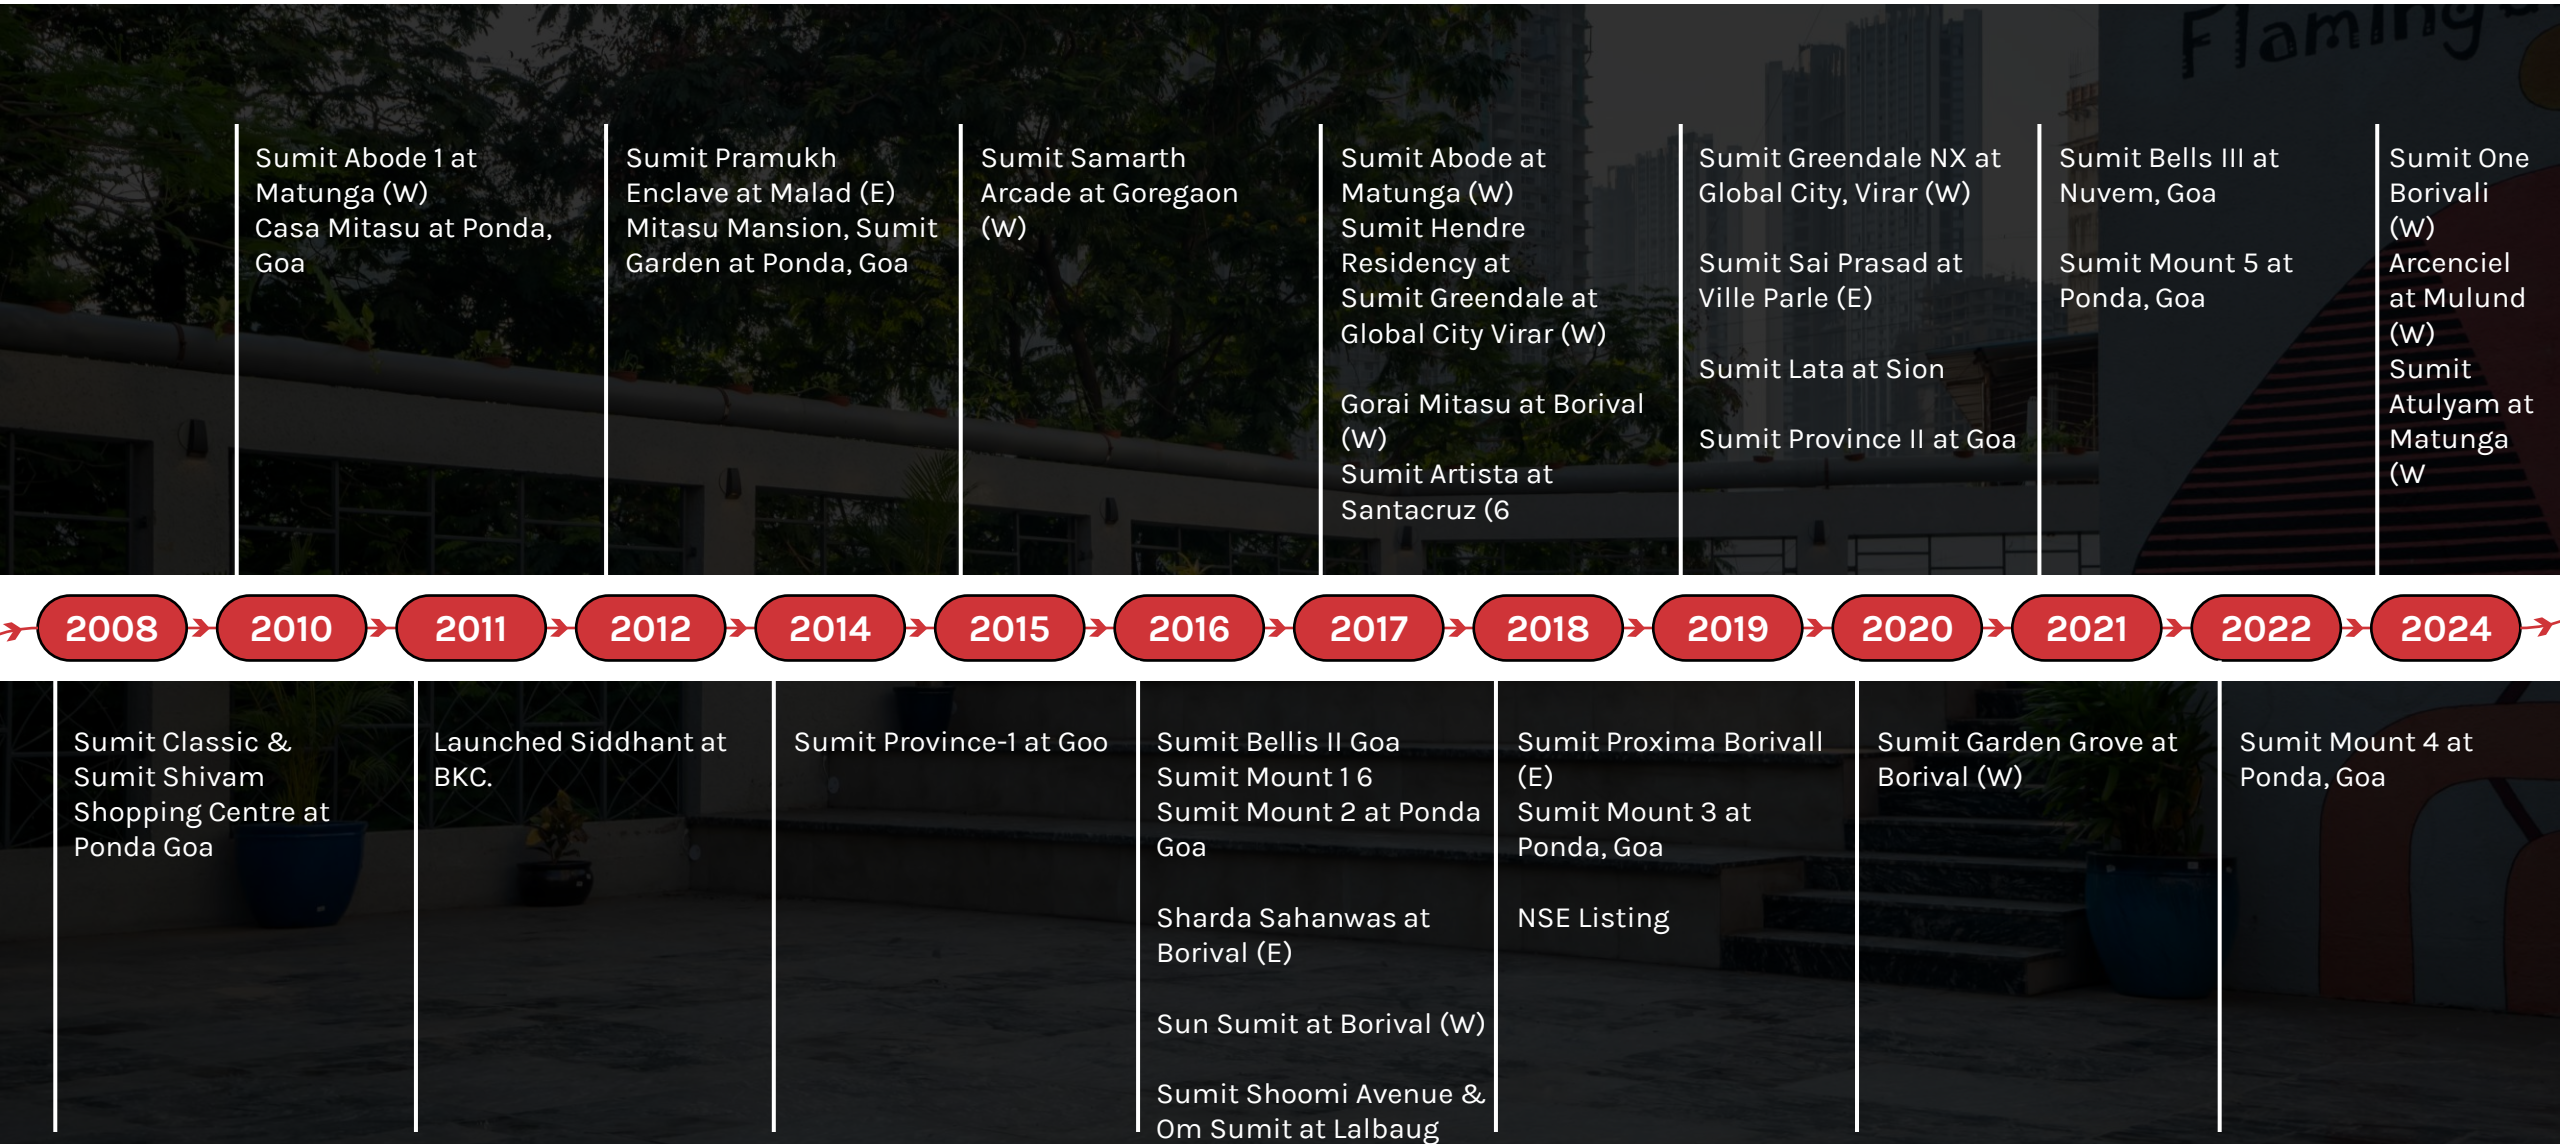 Flamingo
Sumit Abode 1 at
Matunga (W)
Casa Mitasu at Ponda,
Goa
Sumit Pramukh
Enclave at Malad (E)
Mitasu Mansion, Sumit
Garden at Ponda, Goa
Sumit Samarth
Arcade at Goregaon
(W)
Sumit Abode at
Matunga (W)
Sumit Hendre
Residency at
Sumit Greendale at
Global City Virar (W)
Gorai Mitasu at Borival
(W)
Sumit Artista at
Santacruz (6
Sumit Greendale NX at
Global City, Virar (W)
Sumit Sai Prasad at
Ville Parle (E)
Sumit Lata at Sion
Sumit Province II at Goa
Sumit Bells III at
Nuvem, Goa
Sumit Mount 5 at
Ponda, Goa
Sumit One
Borivali
(W)
Arcenciel
at Mulund
(W)
Sumit
Atulyam at
Matunga
(W
2008 2010 2011 2012 2014 2015 2016 2017 2018 2019 2020 2021 2022 2024
Sumit Classic &
Sumit Shivam
Shopping Centre at
Ponda Goa
Launched Siddhant at
BKC.
Sumit Province-1 at Goo
Sumit Bellis II Goa
Sumit Mount 1 6
Sumit Mount 2 at Ponda
Goa
Sharda Sahanwas at
Borival (E)
Sun Sumit at Borival (W)
Sumit Shoomi Avenue &
Om Sumit at Lalbaug
Sumit Proxima Borivall
(E)
Sumit Mount 3 at
Ponda, Goa
NSE Listing
Sumit Garden Grove at
Borival (W)
Sumit Mount 4 at
Ponda, Goa